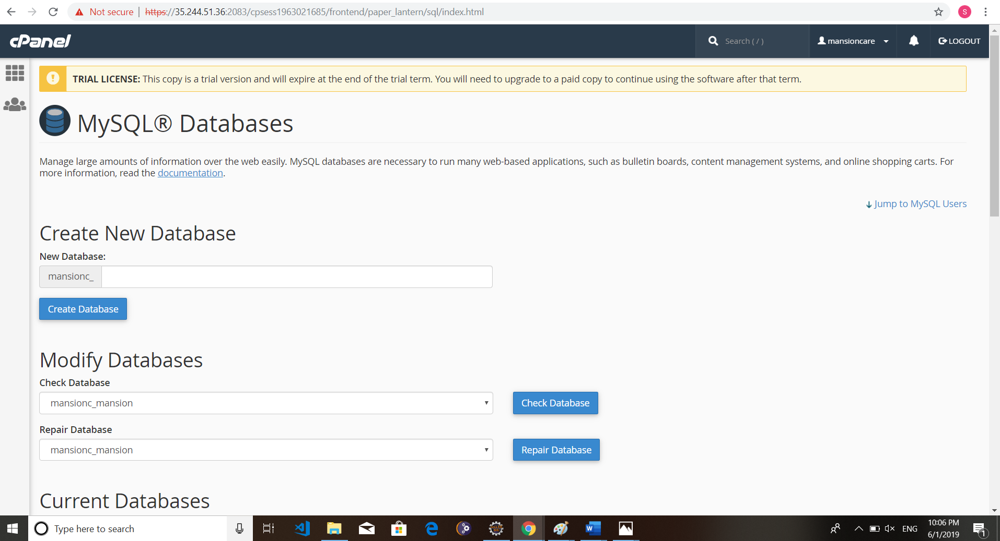 Not secure | https://35.244.51.36:2083/cpsess1963021685/frontend/paper_lantern/sql/index.html
S
cPanel
Search ( / )
mansioncare
LOGOUT
TRIAL LICENSE: This copy is a trial version and will expire at the end of the trial term. You will need to upgrade to a paid copy to continue using the software after that term.
MySQL® Databases
Manage large amounts of information over the web easily. MySQL databases are necessary to run many web-based applications, such as bulletin boards, content management systems, and online shopping carts. For
more information, read the documentation.
Jump to MySQL Users
Create New Database
New Database:
mansionc_
Create Database
Modify Databases
Check Database
mansionc_mansion
Check Database
Repair Database
mansionc_mansion
Repair Database
Current Databases
Type here to search
ENG
10:06 PM
6/1/2019
1